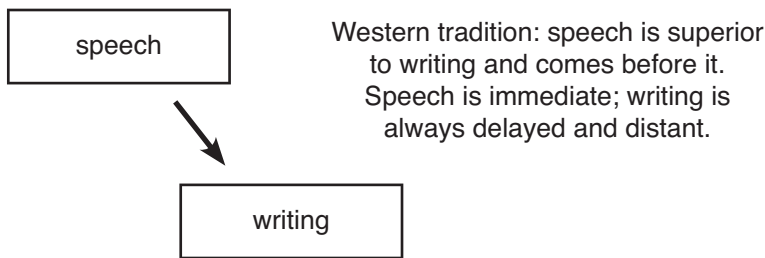 speech
Western tradition: speech is superior
to writing and comes before it.
Speech is immediate; writing is
always delayed and distant.
writing